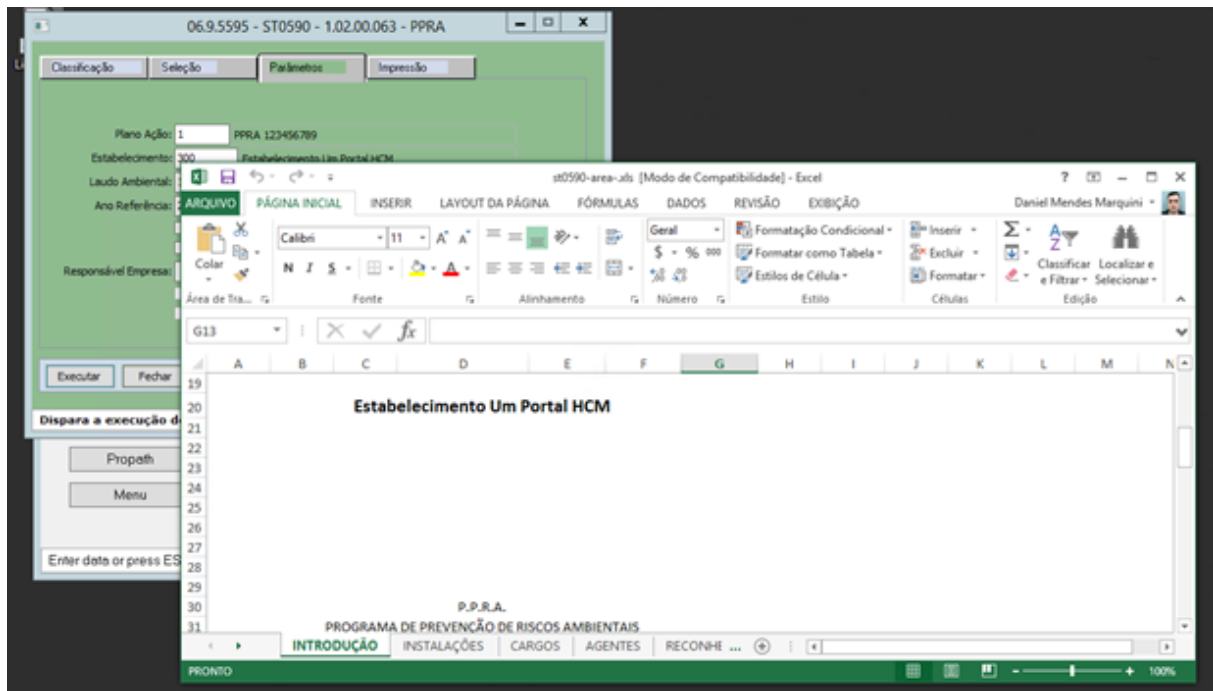 06.9.5595 - ST0590 - 1.02.00.063 - PPRA
Classificação Seleção Parâmetros Impressão
Plano Ação: 1 PPRA 123456789
Estabelecimento: 300 Estabelecimento Um Portal HCM
Laudo Ambiental:
Ano Referência:
Responsável Empresa:
Executar Fechar
Dispara a execução d
Propath
Menu
Enter data or press ES
st0590-area-.xls [Modo de Compatibilidade] - Excel
ARQUIVO PÁGINA INICIAL INSERIR LAYOUT DA PÁGINA FÓRMULAS DADOS REVISÃO EXIBIÇÃO Daniel Mendes Marquini
Colar
Calibri 11
N I S
Geral
$ % 000
Formatação Condicional
Formatar como Tabela
Estilos de Célula
Inserir
Excluir
Formatar
Classificar e Filtrar
Localizar e Selecionar
Área de Tra... Fonte Alinhamento Número Estilo Células Edição
G13 fx
A B C D E F G H I J K L M N
19
20 Estabelecimento Um Portal HCM
21
22
23
24
25
26
27
28
29
30 P.P.R.A.
31 PROGRAMA DE PREVENÇÃO DE RISCOS AMBIENTAIS
INTRODUÇÃO INSTALAÇÕES CARGOS AGENTES RECONHE ...
PRONTO 100%